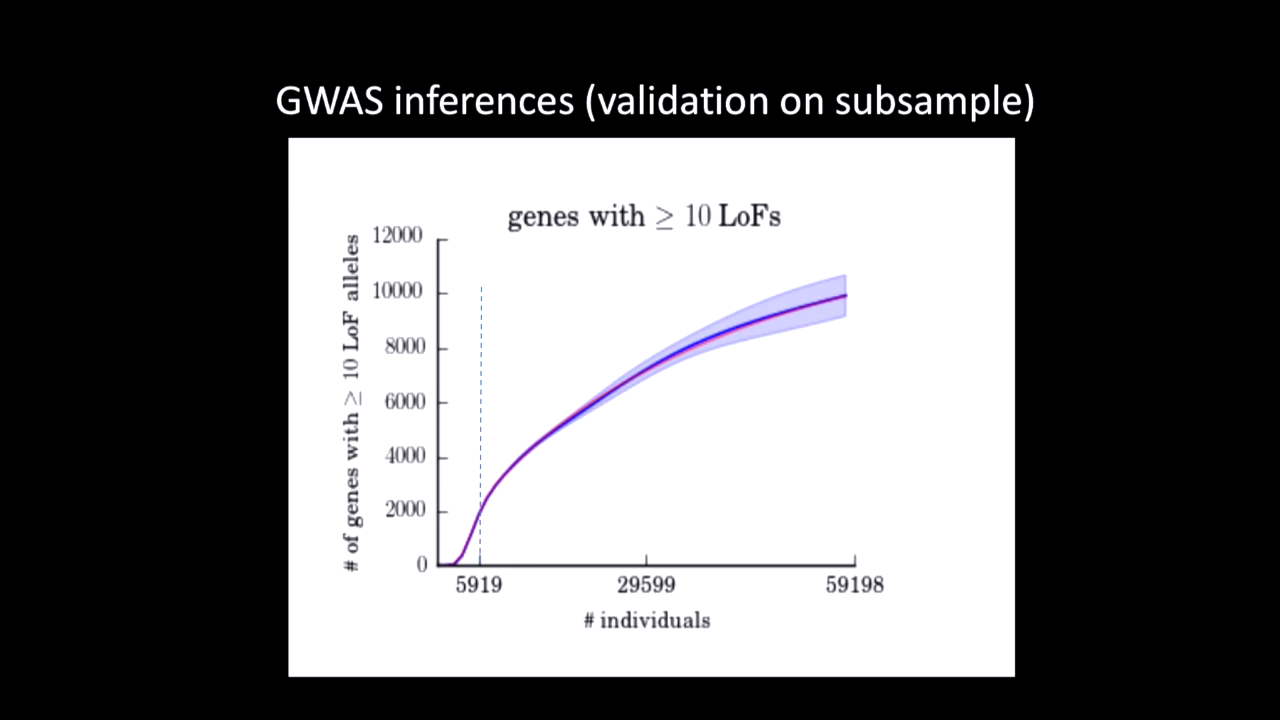 GWAS inferences (validation on subsample)
genes with ≥ 10 LoFs
# of genes with ≥ 10 LoF alleles
12000
10000
8000
6000
4000
2000
0
5919 29599 59198
# individuals